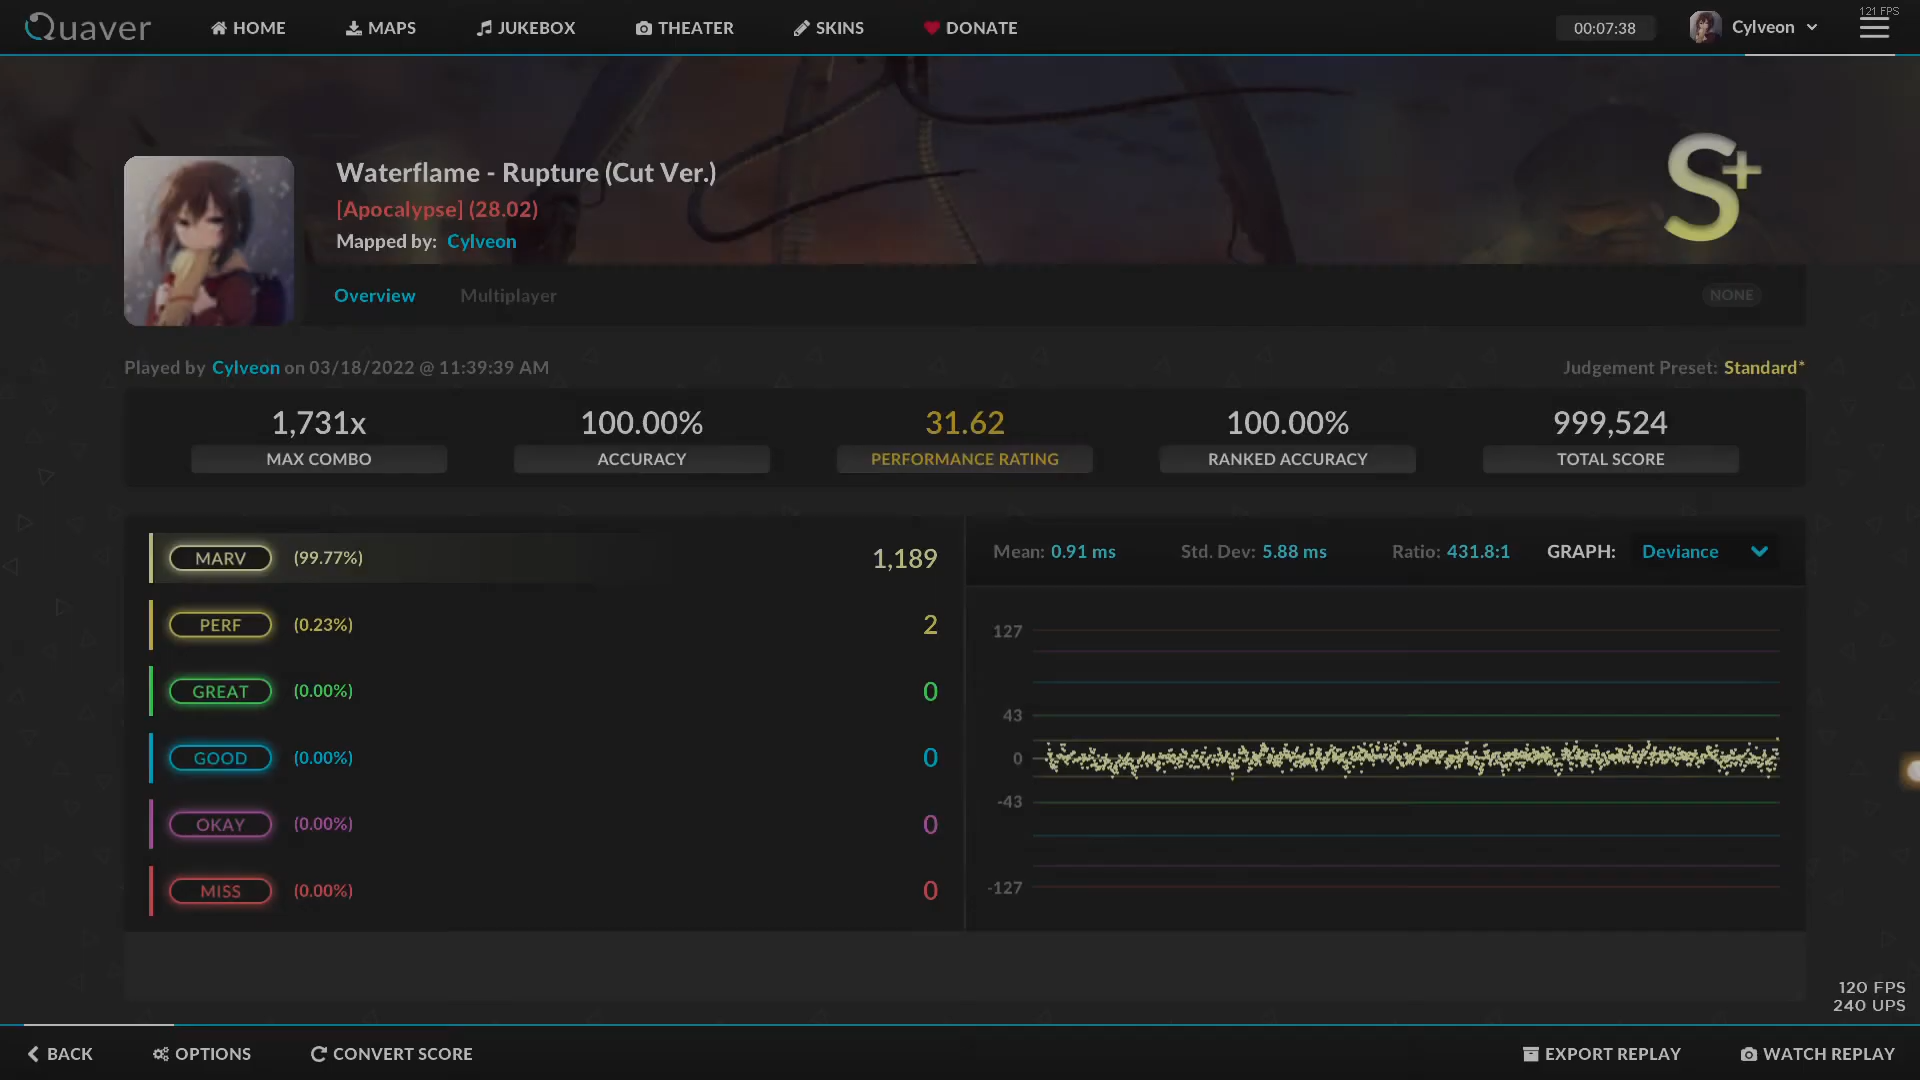 Quaver HOME MAPS JUKEBOX THEATER SKINS DONATE 00:07:38 Cylveon 121 FPS
Waterflame - Rupture (Cut Ver.)
[Apocalypse] (28.02)
Mapped by: Cylveon
S+
Overview Multiplayer NONE
Played by Cylveon on 03/18/2022 @ 11:39:39 AM Judgement Preset: Standard*
1,731x 100.00% 31.62 100.00% 999,524
MAX COMBO ACCURACY PERFORMANCE RATING RANKED ACCURACY TOTAL SCORE
MARV (99.77%) 1,189
PERF (0.23%) 2
GREAT (0.00%) 0
GOOD (0.00%) 0
OKAY (0.00%) 0
MISS (0.00%) 0
Mean: 0.91 ms Std. Dev: 5.88 ms Ratio: 431.8:1 GRAPH: Deviance
127
43
0
-43
-127
120 FPS
240 UPS
BACK OPTIONS CONVERT SCORE EXPORT REPLAY WATCH REPLAY